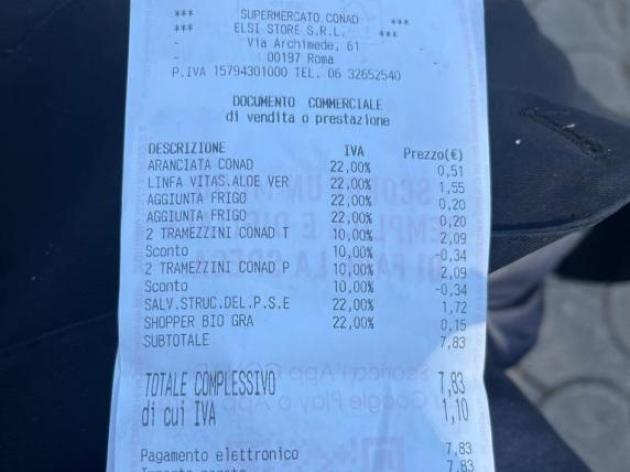 *** SUPERMERCATO CONAD ***
*** ELSI STORE S.R.L. ***
- Via Archimede, 61
- 00197 Roma
P.IVA 15794301000 TEL. 06 32652540
DOCUMENTO COMMERCIALE
di vendita o prestazione
DESCRIZIONE IVA Prezzo(€)
ARANCIATA CONAD 22,00% 0,51
LINFA VITAS.ALOE VER 22,00% 1,55
AGGIUNTA FRIGO 22,00% 0,20
AGGIUNTA FRIGO 22,00% 0,20
2 TRAMEZZINI CONAD T 10,00% 2,09
Sconto 10,00% -0,34
2 TRAMEZZINI CONAD P 10,00% 2,09
Sconto 10,00% -0,34
SALV.STRUC.DEL.P.S.E 22,00% 1,72
SHOPPER BIO GRA 22,00% 0,15
SUBTOTALE 7,83
TOTALE COMPLESSIVO 7,83
di cui IVA 1,10
Pagamento elettronico 7,83
Importo pagato 7,83